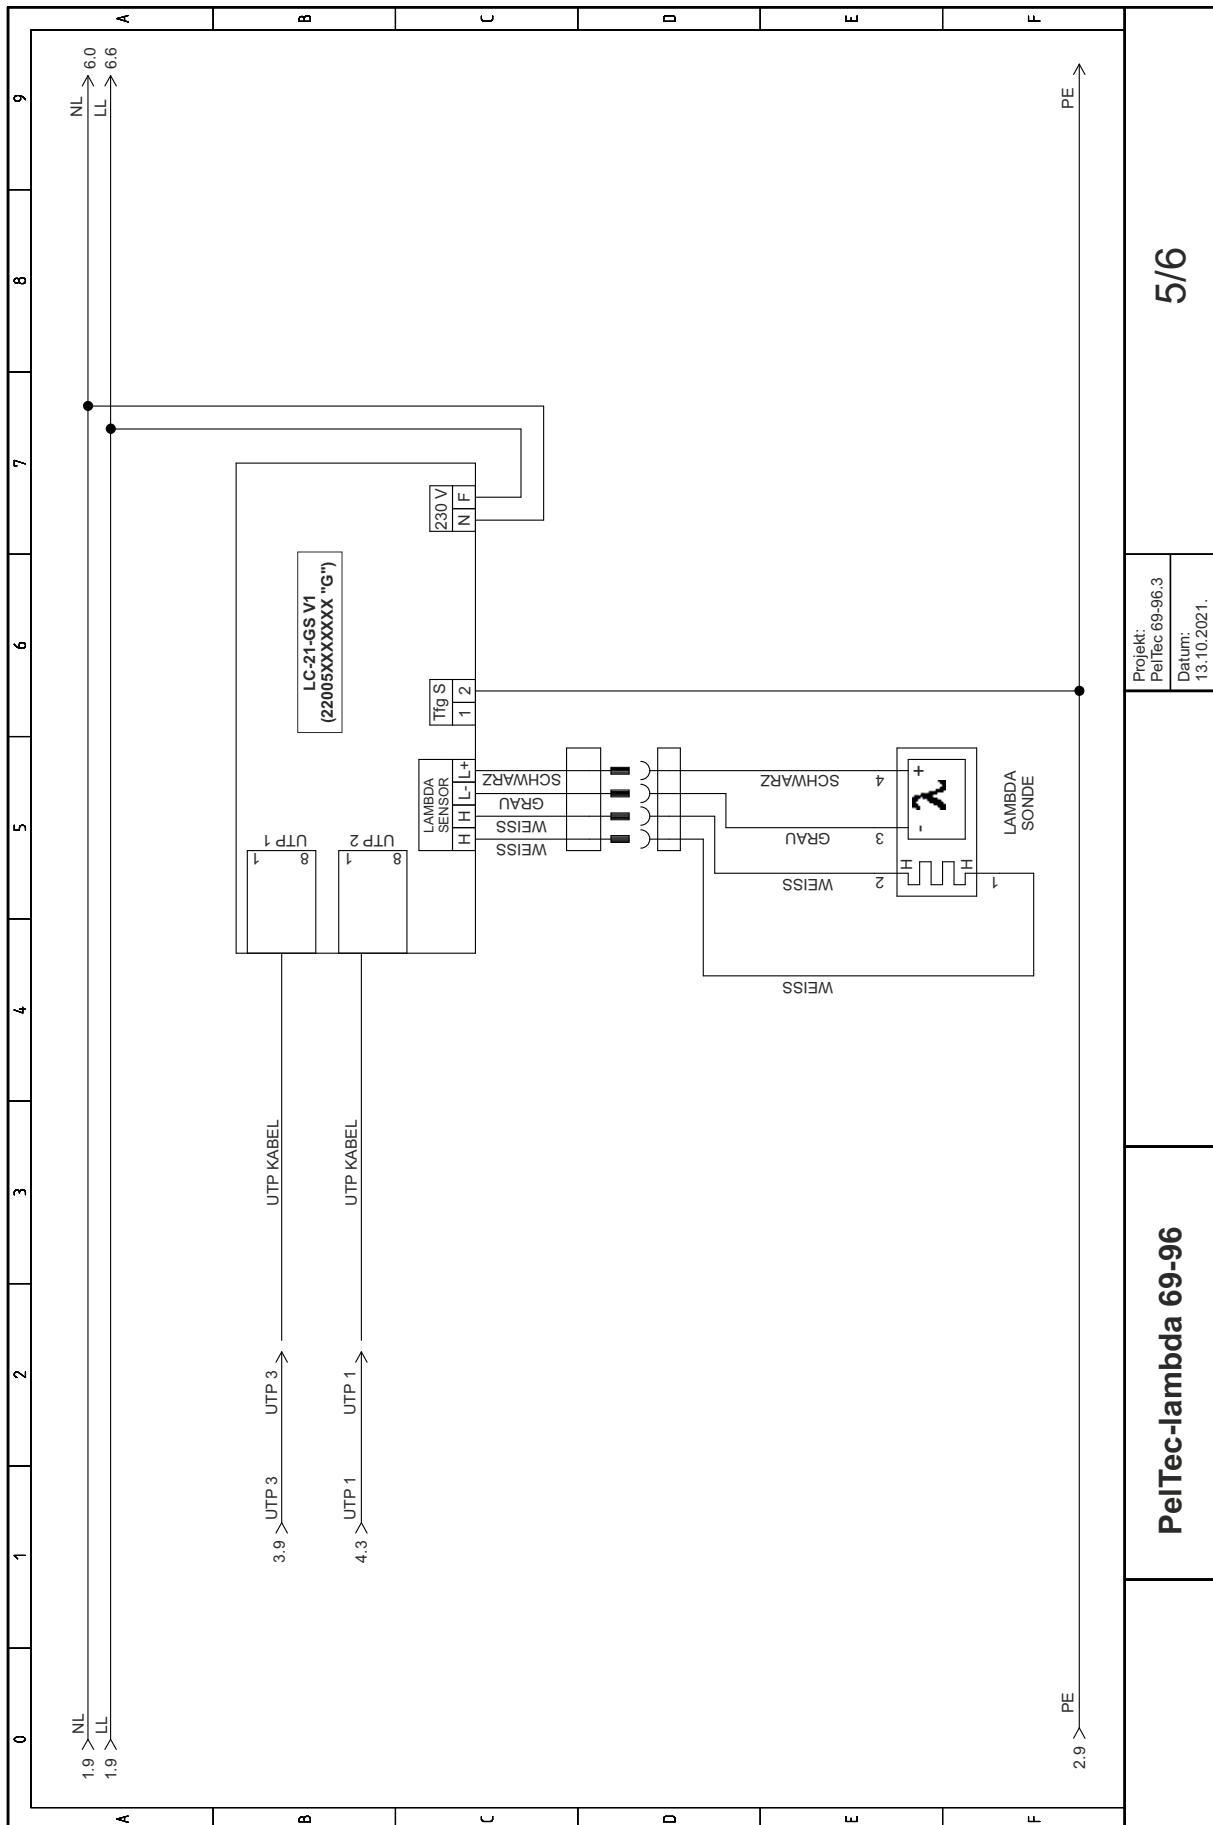 0 1 2 3 4 5 6 7 8 9
A
A
1.9 NL
NL 6.0
1.9 LL
LL 6.6
B
B
3.9 UTP 3
UTP 3
UTP KABEL
4.3 UTP 1
UTP 1
UTP KABEL
1 8
UTP 1
1 8
UTP 2
LC-21-GS V1
(22005XXXXXXX "G")
C
C
LAMBDA
SENSOR
H H L- L+
Tfg S
1 2
230 V
N F
WEISS
WEISS
GRAU
SCHWARZ
D
D
E
E
WEISS
WEISS
GRAU
SCHWARZ
2
3
4
H
H
- +
λ
1
LAMBDA
SONDE
F
F
2.9 PE
PE
PelTec-lambda 69-96
Projekt:
PelTec 69-96.3
Datum:
13.10.2021.
5/6